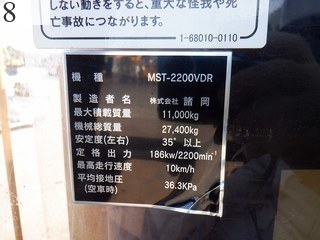 8
しない動きをすると、重大な怪我や死
亡事故につながります。
1-68010-0110
機種 MST-2200VDR
製造者名 株式会社 諸岡
最大積載質量 11,000kg
機械総質量 27,400kg
安定度(左右) 35°以上
定格出力 186kw/2200min⁻¹
最高走行速度 10km/h
平均接地圧
(空車時) 36.3KPa